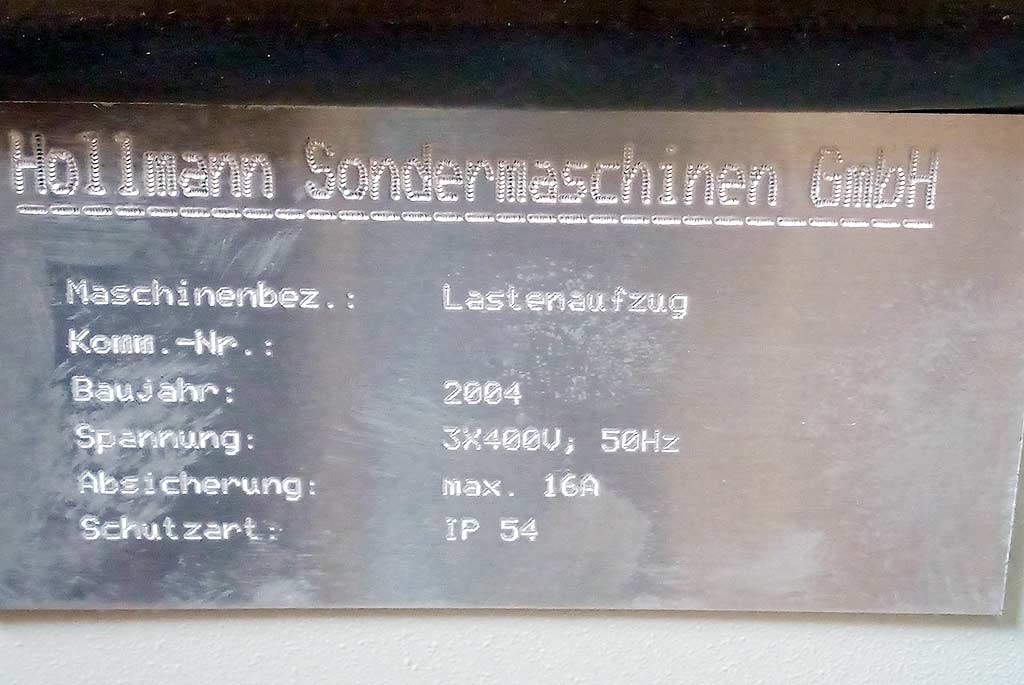 Hollmann Sondermaschinen GmbH
Maschinenbez.: Lastenaufzug
Komm.-Nr.:
Baujahr: 2004
Spannung: 3X400V; 50Hz
Absicherung: max. 16A
Schutzart: IP 54